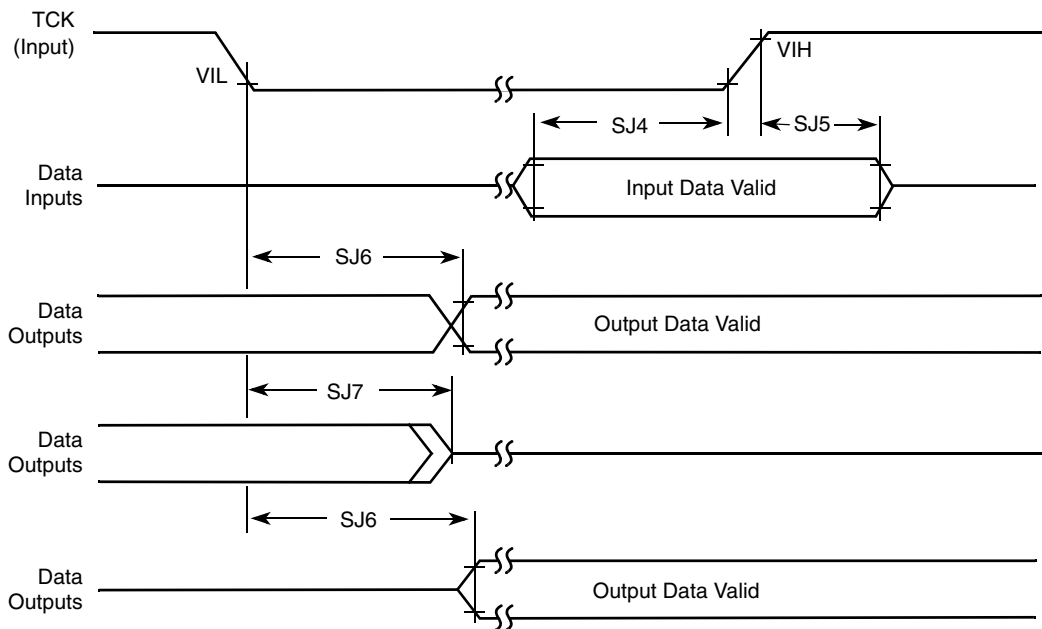 TCK
(Input)
VIL
VIH
SJ4
SJ5
Data
Inputs
Input Data Valid
SJ6
Data
Outputs
Output Data Valid
SJ7
Data
Outputs
SJ6
Data
Outputs
Output Data Valid